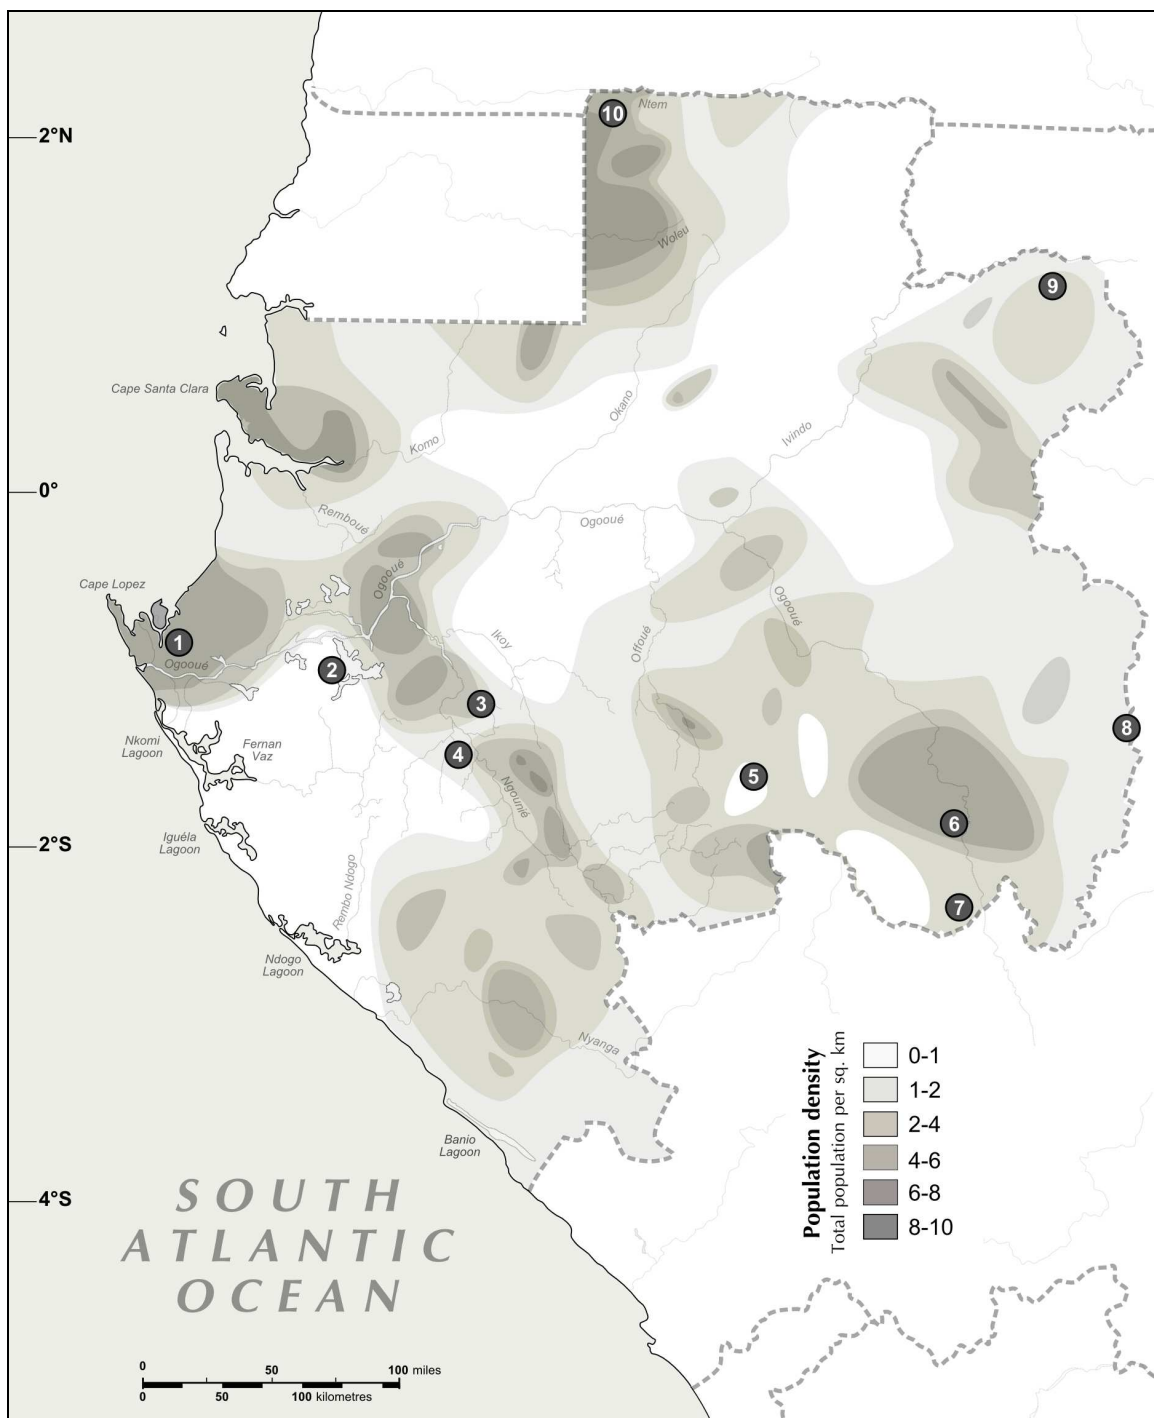 10
Ntem
2°N
Woleu
9
Cape Santa Clara
Okano
Komo
Ivindo
0°
Remboué
Ogooué
Ogooué
Cape Lopez
Ogooué
Ikoy
Offoué
1
Ogooué
2
3
8
Nkomi
Lagoon
Fernan
Vaz
4
5
Ngounié
6
Iguéla
Lagoon
2°S
Rembo Ndogo
7
Ndogo
Lagoon
Nyanga
Population density
Total population per sq. km
0-1
1-2
2-4
4-6
6-8
8-10
Banio
Lagoon
4°S
SOUTH
ATLANTIC
OCEAN
0 50 100 miles
0 50 100 kilometres